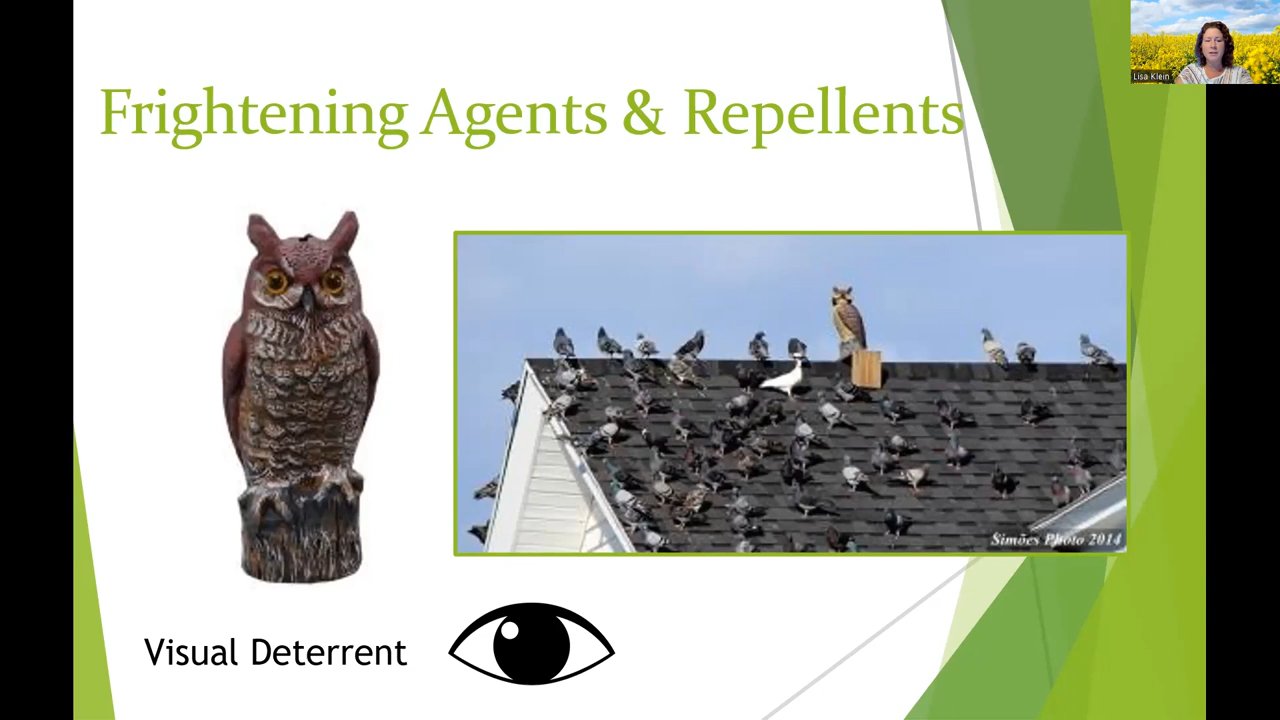 Frightening Agents & Repellents
Lisa Klein
Simões Photo 2014
Visual Deterrent